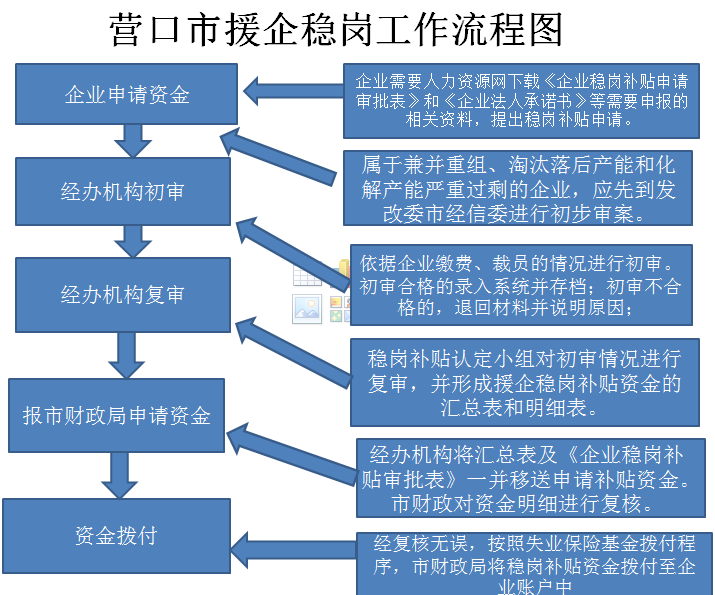 营口市援企稳岗工作流程图
企业申请资金
企业需要人力资源网下载《企业稳岗补贴申请
审批表》和《企业法人承诺书》等需要申报的
相关资料，提出稳岗补贴申请。
属于兼并重组、淘汰落后产能和化
解产能严重过剩的企业，应先到发
改委市经信委进行初步审案。
经办机构初审
依据企业缴费、裁员的情况进行初审。
初审合格的录入系统并存档；初审不合
格的，退回材料并说明原因；
经办机构复审
稳岗补贴认定小组对初审情况进行
复审，并形成援企稳岗补贴资金的
汇总表和明细表。
报市财政局申请资金
经办机构将汇总表及《企业稳岗补
贴审批表》一并移送申请补贴资金。
市财政对资金明细进行复核。
资金拨付
经复核无误，按照失业保险基金拨付程
序，市财政局将稳岗补贴资金拨付至企
业账户中